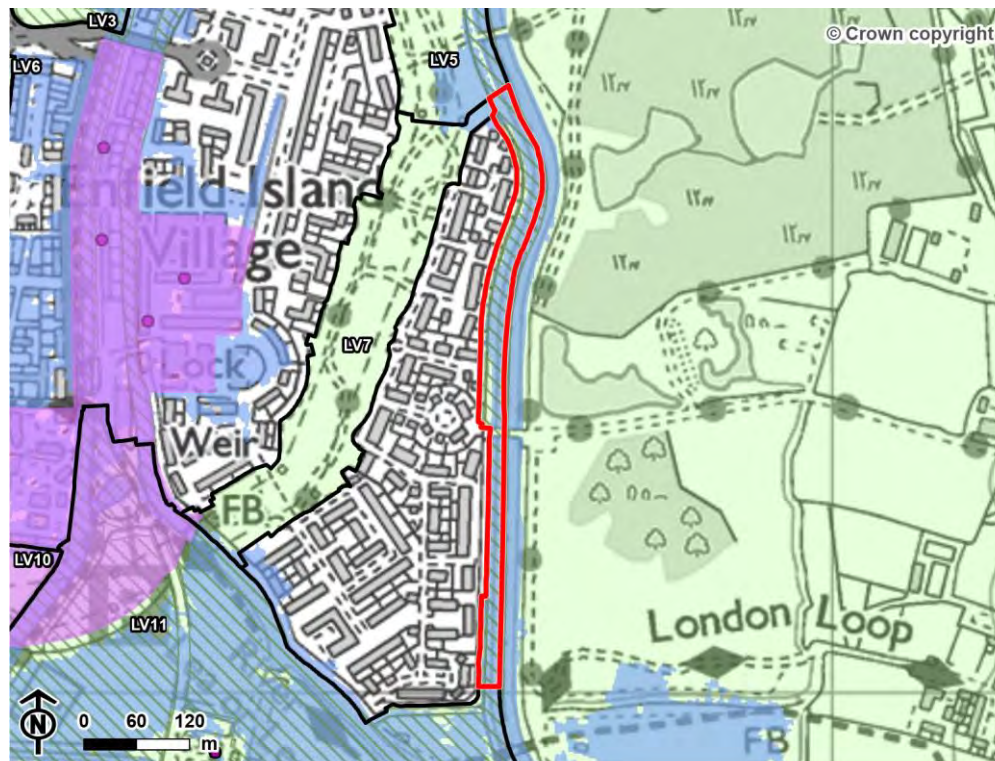 LV3
© Crown copyright
LV6
LV5
Enfield Island
Village
LV7
Lock
Weir
FB
LV10
LV11
London Loop
N
0 60 120
m
FB